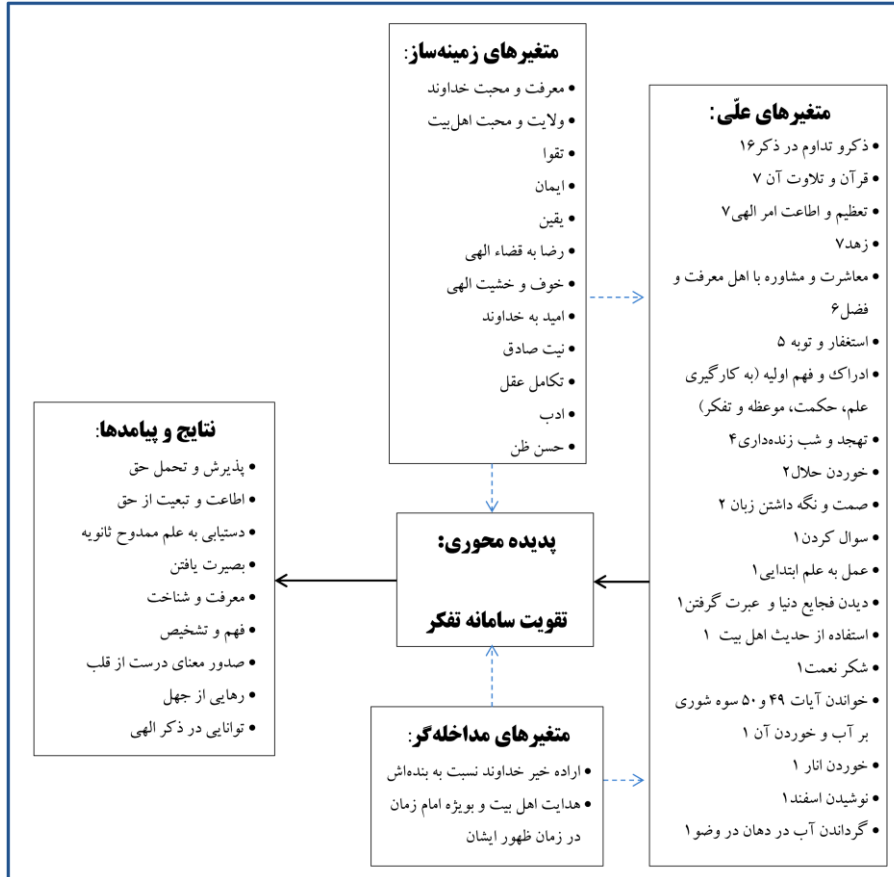 متغیرهای زمینه‌ساز:
• معرفت و محبت خداوند
• ولایت و محبت اهل‌بیت
• تقوا
• ایمان
• یقین
• رضا به قضاء الهی
• خوف و خشیت الهی
• امید به خداوند
• نیت صادق
• تکامل عقل
• ادب
• حسن ظن
متغیرهای علّی:
• ذکرو تداوم در ذکر۱۶
• قرآن و تلاوت آن ۷
• تعظیم و اطاعت امر الهی۷
• زهد۷
• معاشرت و مشاوره با اهل معرفت و
فضل۶
• استغفار و توبه ۵
• ادراک و فهم اولیه (به کارگیری
علم، حکمت، موعظه و تفکر)
• تهجد و شب زنده‌داری۴
• خوردن حلال۲
• صمت و نگه داشتن زبان ۲
• سوال کردن۱
• عمل به علم ابتدایی۱
• دیدن فجایع دنیا و عبرت گرفتن۱
• استفاده از حدیث اهل بیت ۱
• شکر نعمت۱
• خواندن آیات ۴۹ و۵۰ سوه شوری
بر آب و خوردن آن ۱
• خوردن انار ۱
• نوشیدن اسفند۱
• گرداندن آب در دهان در وضو۱
پدیده محوری:
تقویت سامانه تفکر
متغیرهای مداخله‌گر:
• اراده خیر خداوند نسبت به بنده‌اش
• هدایت اهل بیت و بویژه امام زمان
در زمان ظهور ایشان
نتایج و پیامدها:
• پذیرش و تحمل حق
• اطاعت و تبعیت از حق
• دستیابی به علم ممدوح ثانویه
• بصیرت یافتن
• معرفت و شناخت
• فهم و تشخیص
• صدور معنای درست از قلب
• رهایی از جهل
• توانایی در ذکر الهی